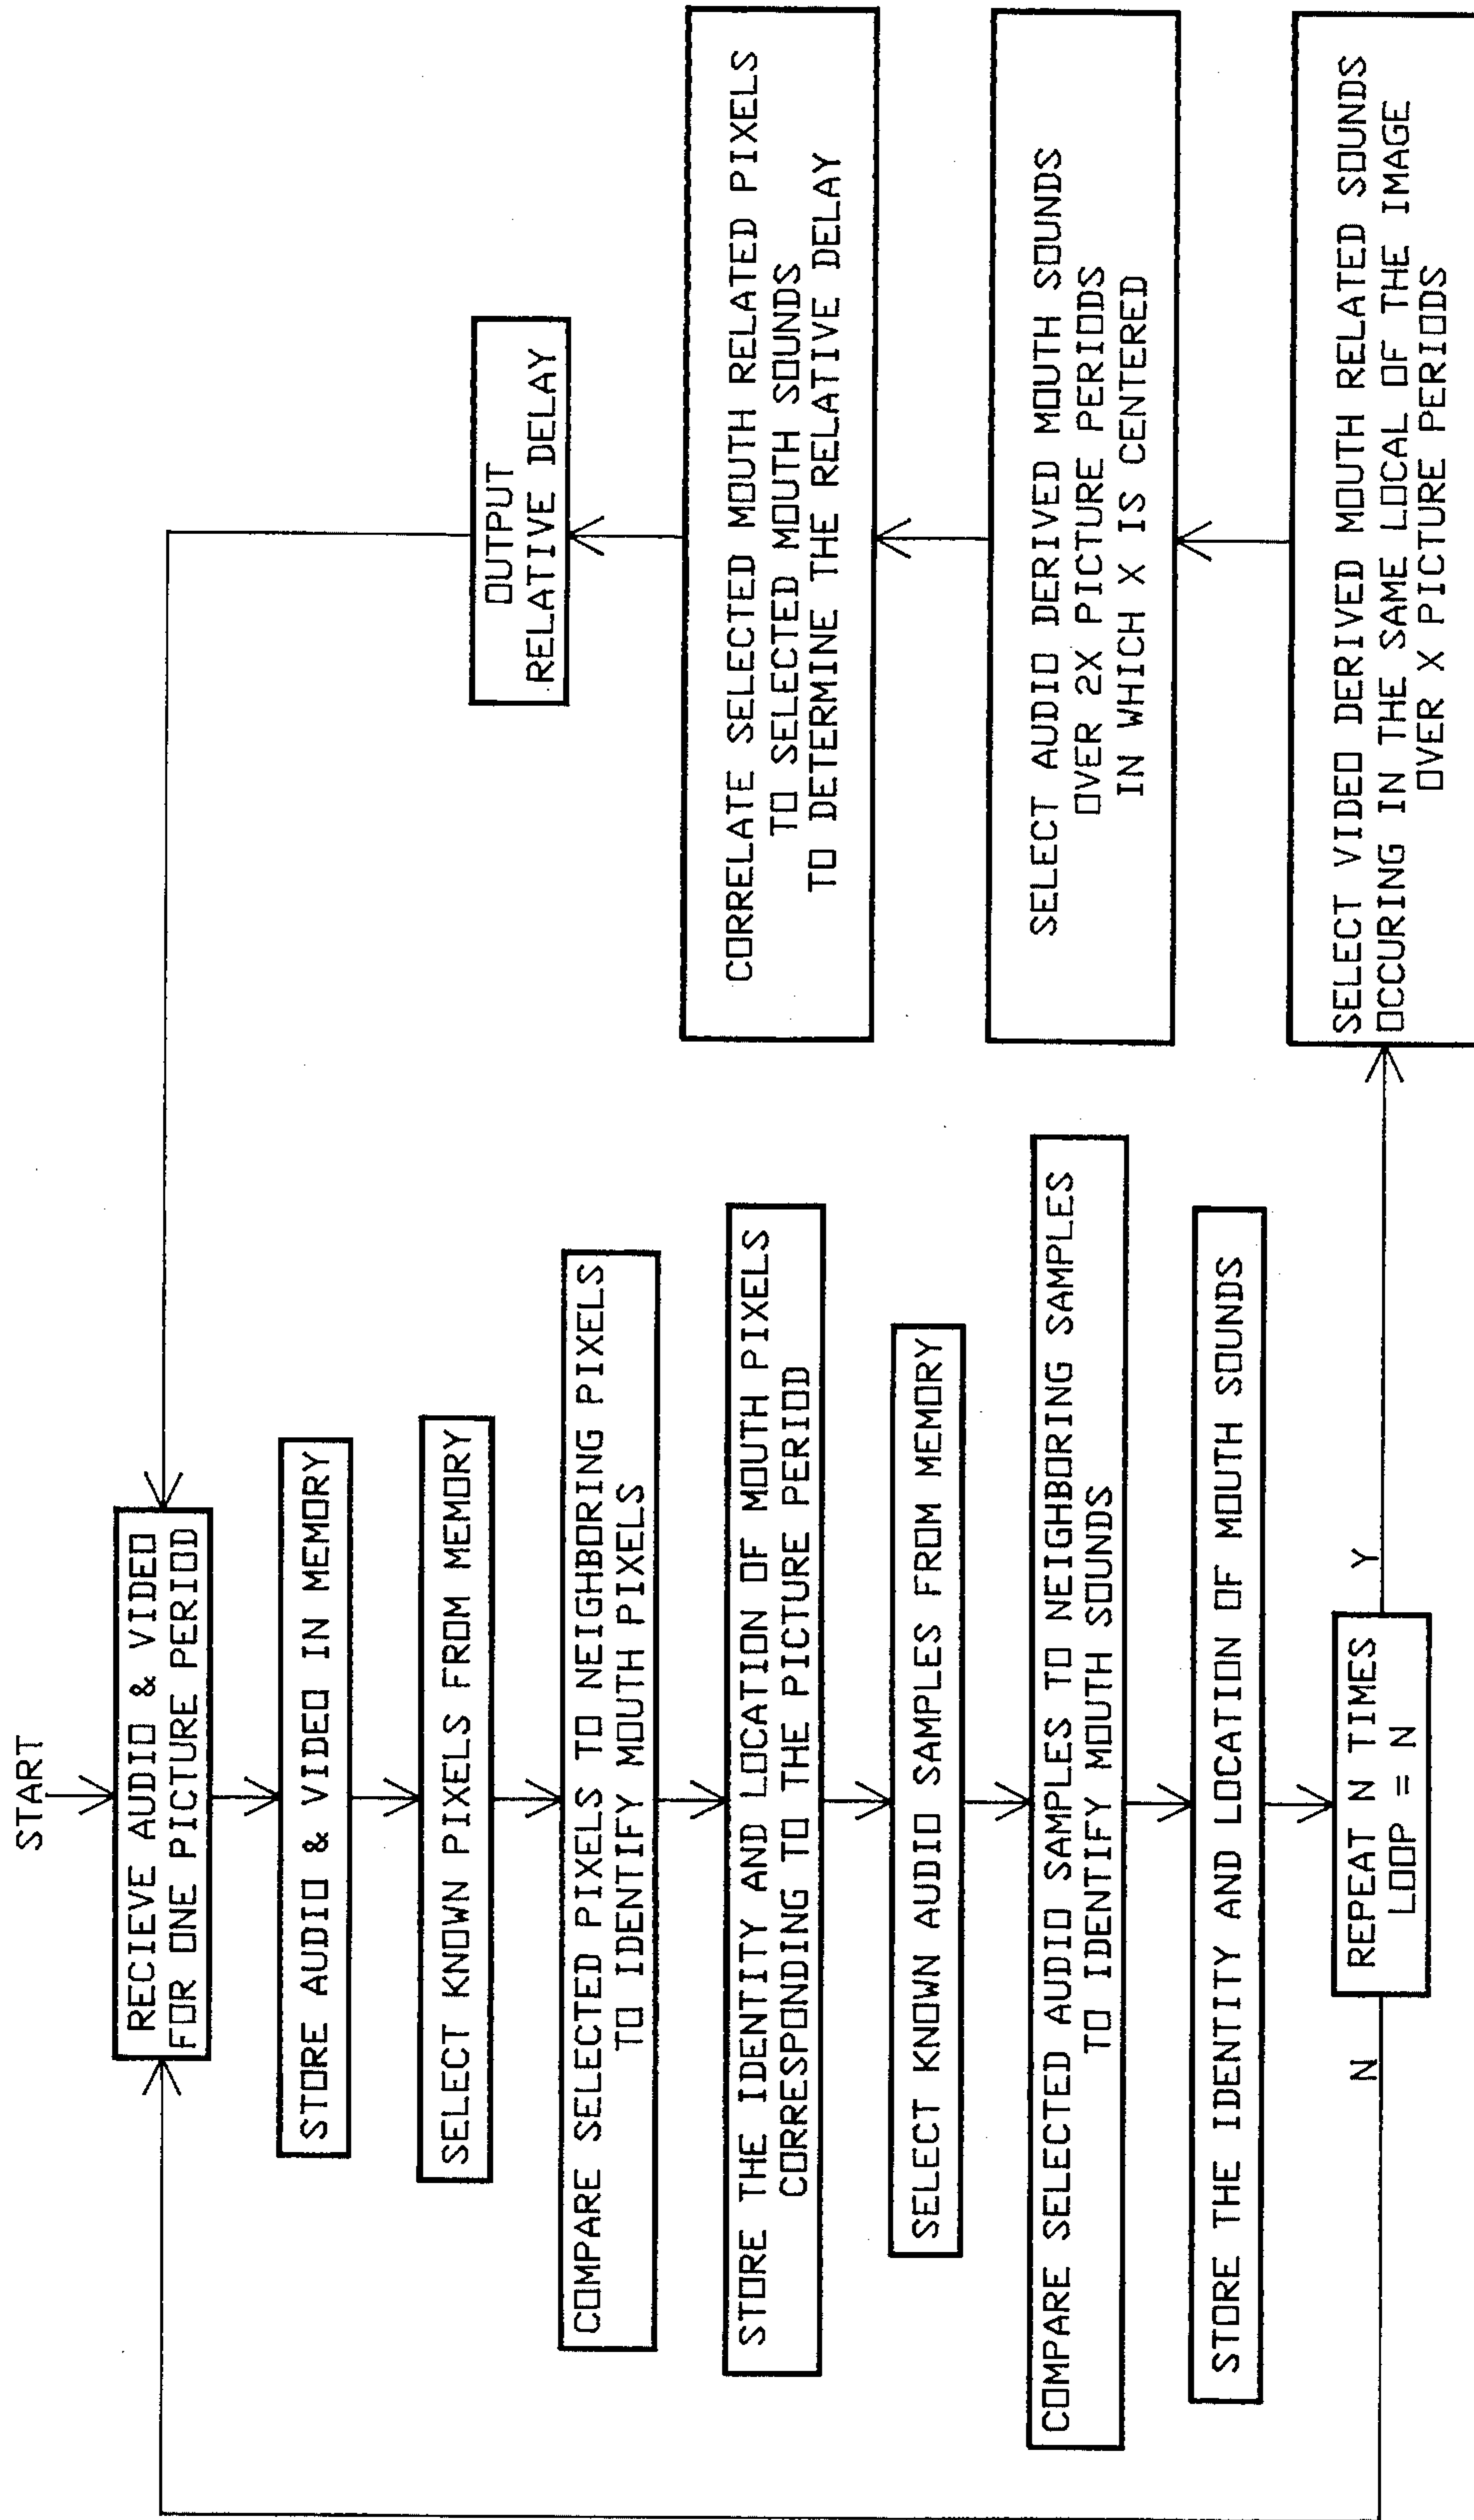 START
RECIEVE AUDIO & VIDEO
FOR ONE PICTURE PERIOD
STORE AUDIO & VIDEO IN MEMORY
SELECT KNOWN PIXELS FROM MEMORY
COMPARE SELECTED PIXELS TO NEIGHBORING PIXELS
TO IDENTIFY MOUTH PIXELS
STORE THE IDENTITY AND LOCATION OF MOUTH PIXELS
CORRESPONDING TO THE PICTURE PERIOD
SELECT KNOWN AUDIO SAMPLES FROM MEMORY
COMPARE SELECTED AUDIO SAMPLES TO NEIGHBORING SAMPLES
TO IDENTIFY MOUTH SOUNDS
STORE THE IDENTITY AND LOCATION OF MOUTH SOUNDS
REPEAT N TIMES
LOOP = N
N
Y
SELECT VIDEO DERIVED MOUTH RELATED SOUNDS
OCCURING IN THE SAME LOCAL OF THE IMAGE
OVER X PICTURE PERIODS
SELECT AUDIO DERIVED MOUTH SOUNDS
OVER 2X PICTURE PERIODS
IN WHICH X IS CENTERED
CORRELATE SELECTED MOUTH RELATED PIXELS
TO SELECTED MOUTH SOUNDS
TO DETERMINE THE RELATIVE DELAY
OUTPUT
RELATIVE DELAY